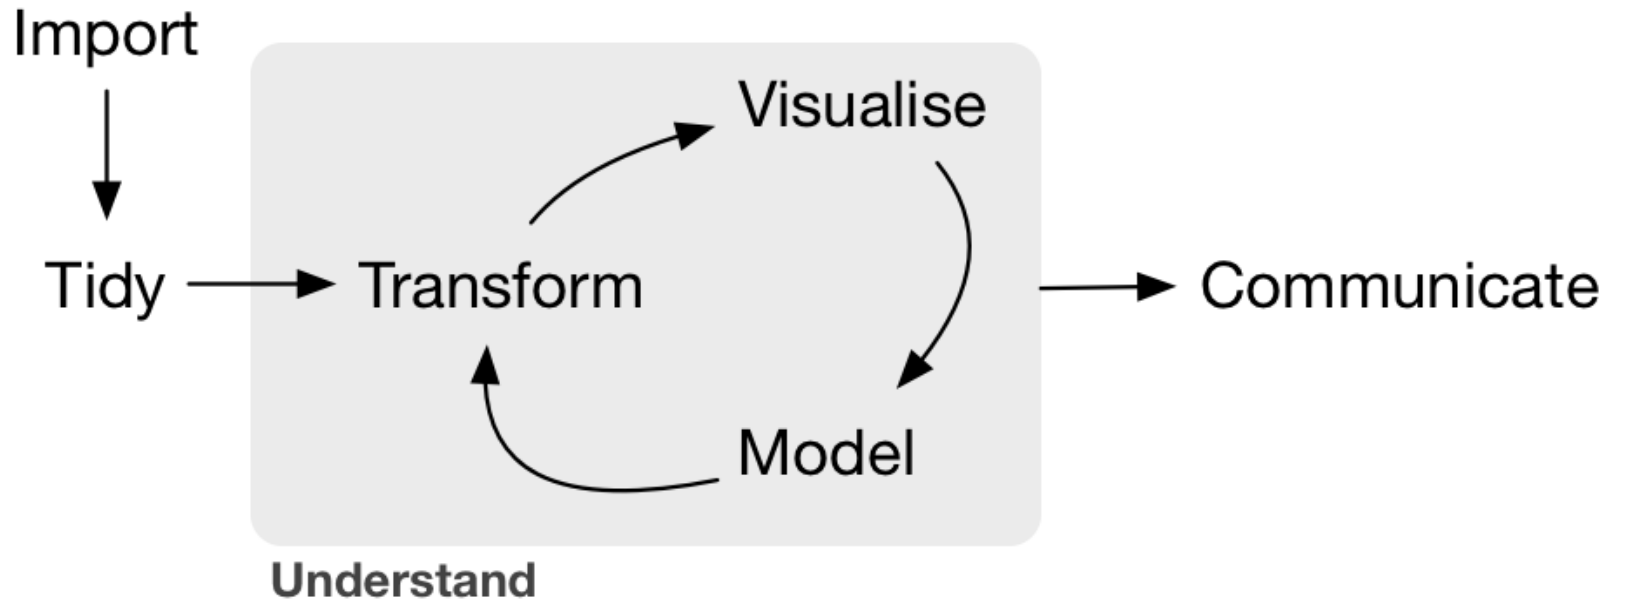 Import
Visualise
Tidy
Transform
Communicate
Model
Understand